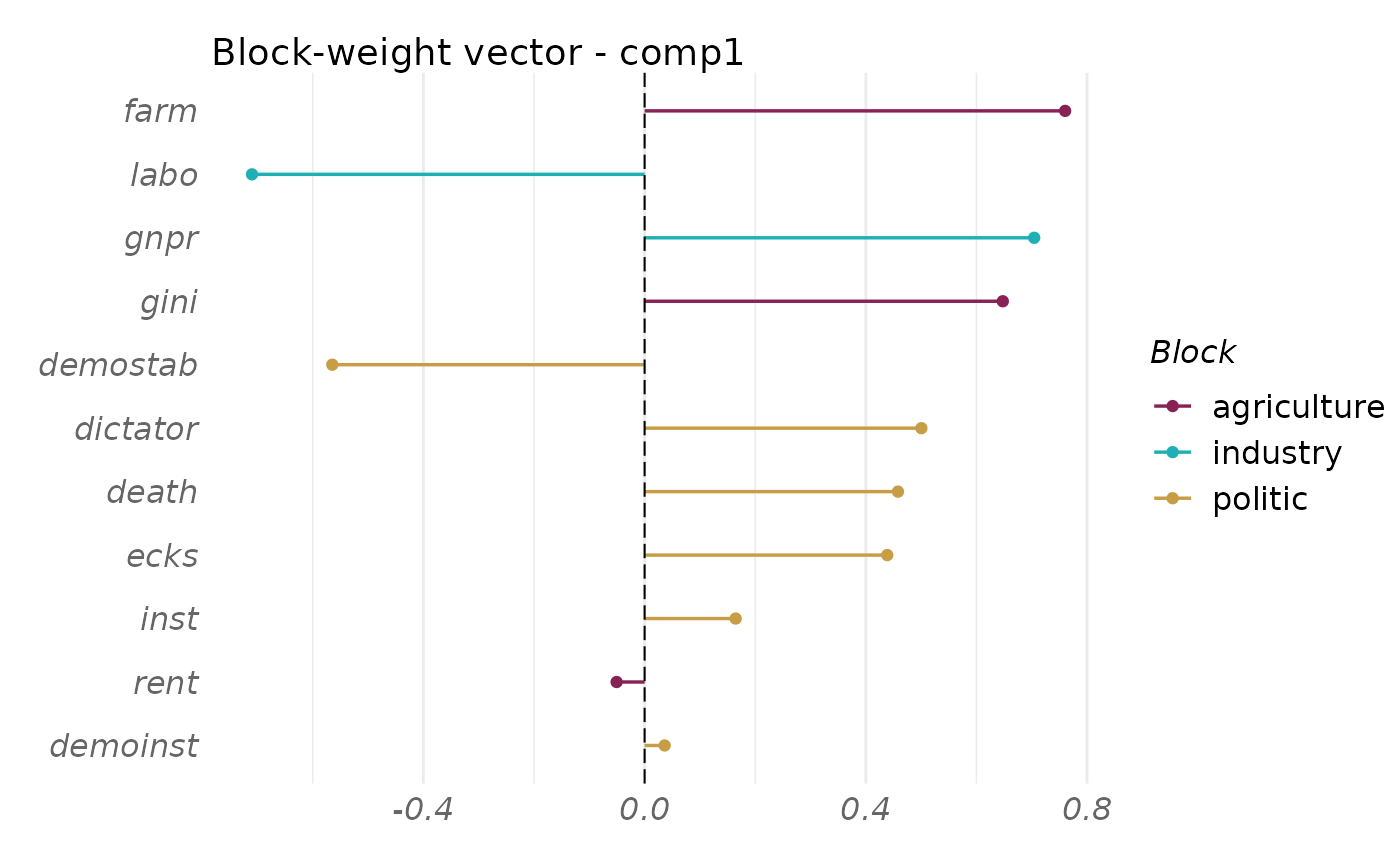 Block-weight vector - comp1
farm
labo
gnpr
gini
demostab
dictator
death
ecks
inst
rent
demoinst
-0.4 0.0 0.4 0.8
Block
agriculture
industry
politic